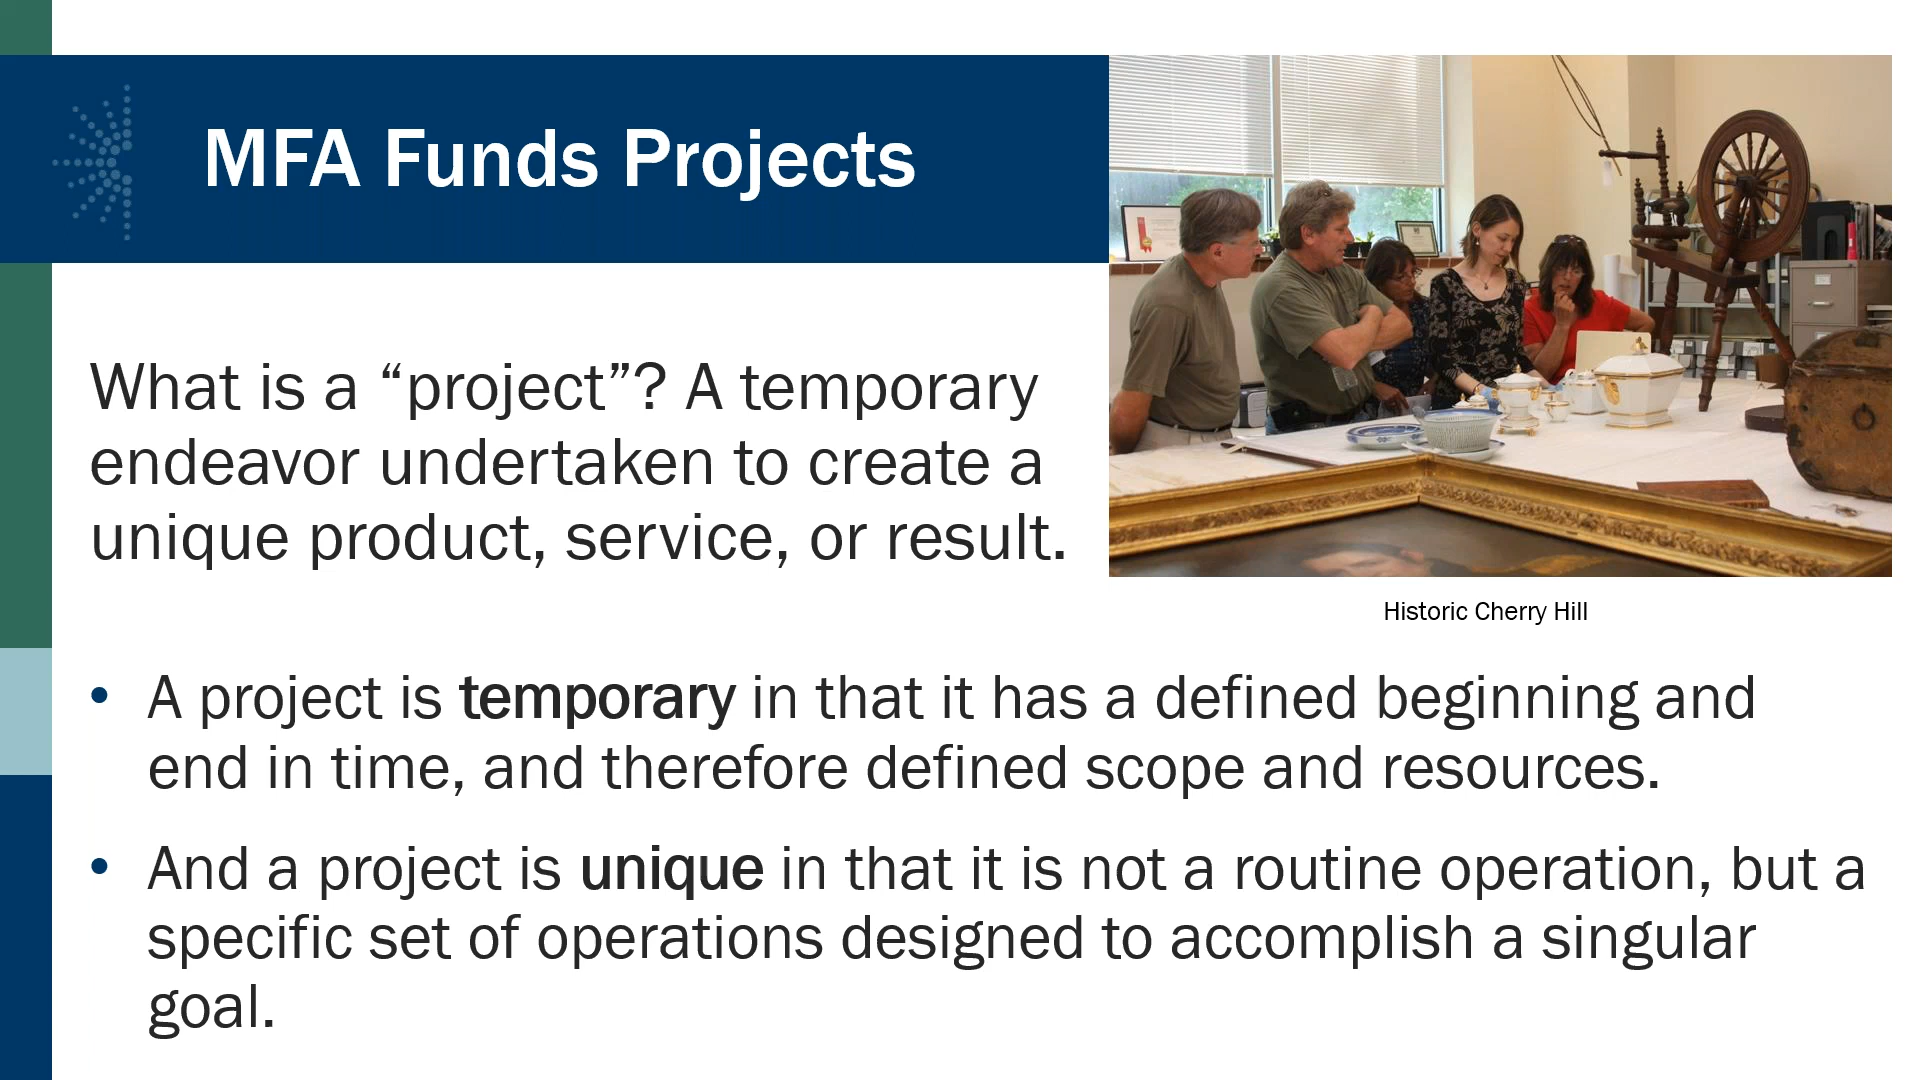 MFA Funds Projects
What is a “project”? A temporary
endeavor undertaken to create a
unique product, service, or result.
Historic Cherry Hill
• A project is temporary in that it has a defined beginning and
end in time, and therefore defined scope and resources.
• And a project is unique in that it is not a routine operation, but a
specific set of operations designed to accomplish a singular
goal.